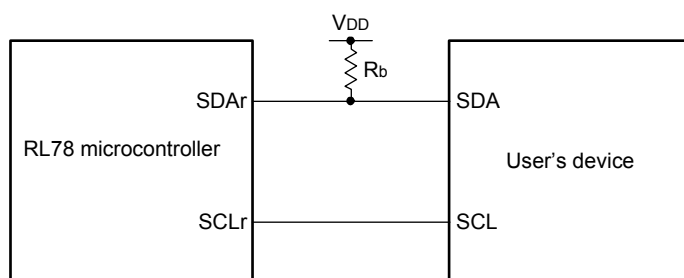 VDD
Rb
SDAr
SDA
RL78 microcontroller
User's device
SCLr
SCL